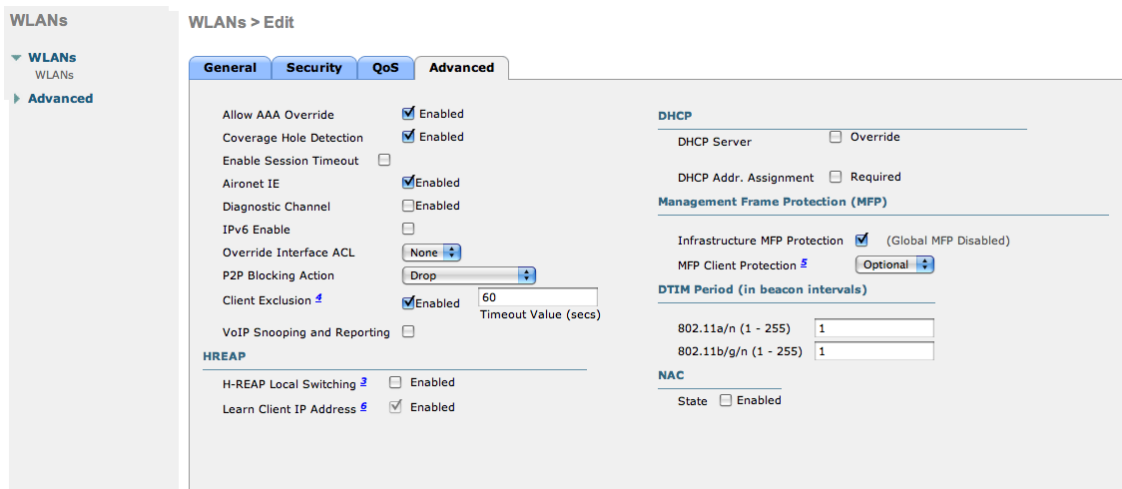 WLANs
WLANs
WLANs
Advanced
WLANs > Edit
General Security QoS Advanced
Allow AAA Override Enabled
Coverage Hole Detection Enabled
Enable Session Timeout
Aironet IE Enabled
Diagnostic Channel Enabled
IPv6 Enable
Override Interface ACL None
P2P Blocking Action Drop
Client Exclusion 4 Enabled 60
Timeout Value (secs)
VoIP Snooping and Reporting
HREAP
H-REAP Local Switching 3 Enabled
Learn Client IP Address 6 Enabled
DHCP
DHCP Server Override
DHCP Addr. Assignment Required
Management Frame Protection (MFP)
Infrastructure MFP Protection (Global MFP Disabled)
MFP Client Protection 5 Optional
DTIM Period (in beacon intervals)
802.11a/n (1 - 255) 1
802.11b/g/n (1 - 255) 1
NAC
State Enabled